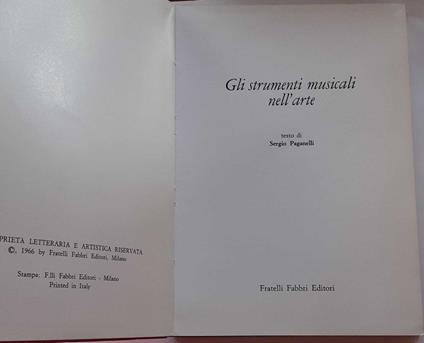 PRIETA LETTERARIA E ARTISTICA RISERVATA
©, 1966 by Fratelli Fabbri Editori, Milano
Stampa: F.lli Fabbri Editori - Milano
Printed in Italy
Gli strumenti musicali
nell'arte
testo di
Sergio Paganelli
Fratelli Fabbri Editori